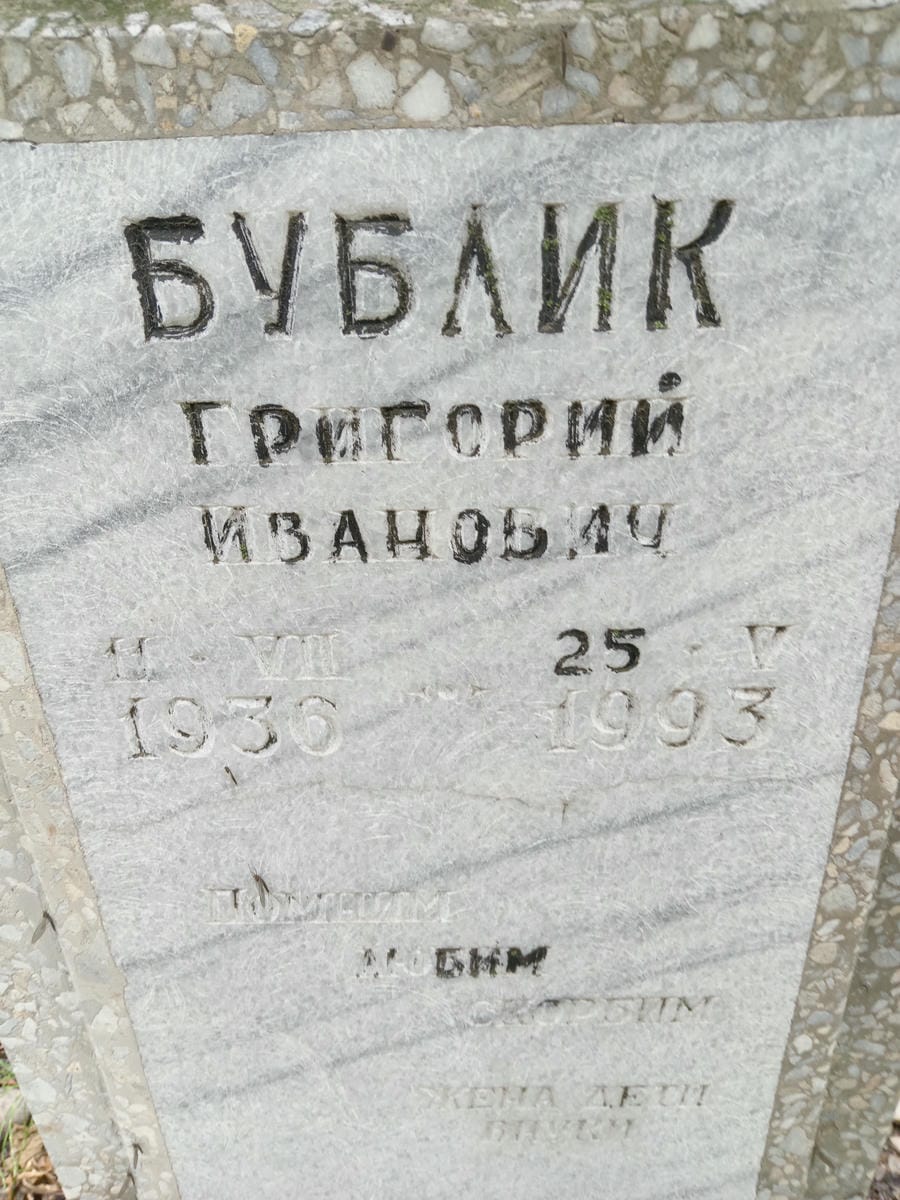 БУБЛИК
ГРИГОРИЙ
ИВАНОВИЧ
11 · VII 25 · V
1936 — 1993
ПОМНИМ
ЛЮБИМ
СКОРБИМ
ЖЕНА ДЕТИ
ВНУКИ